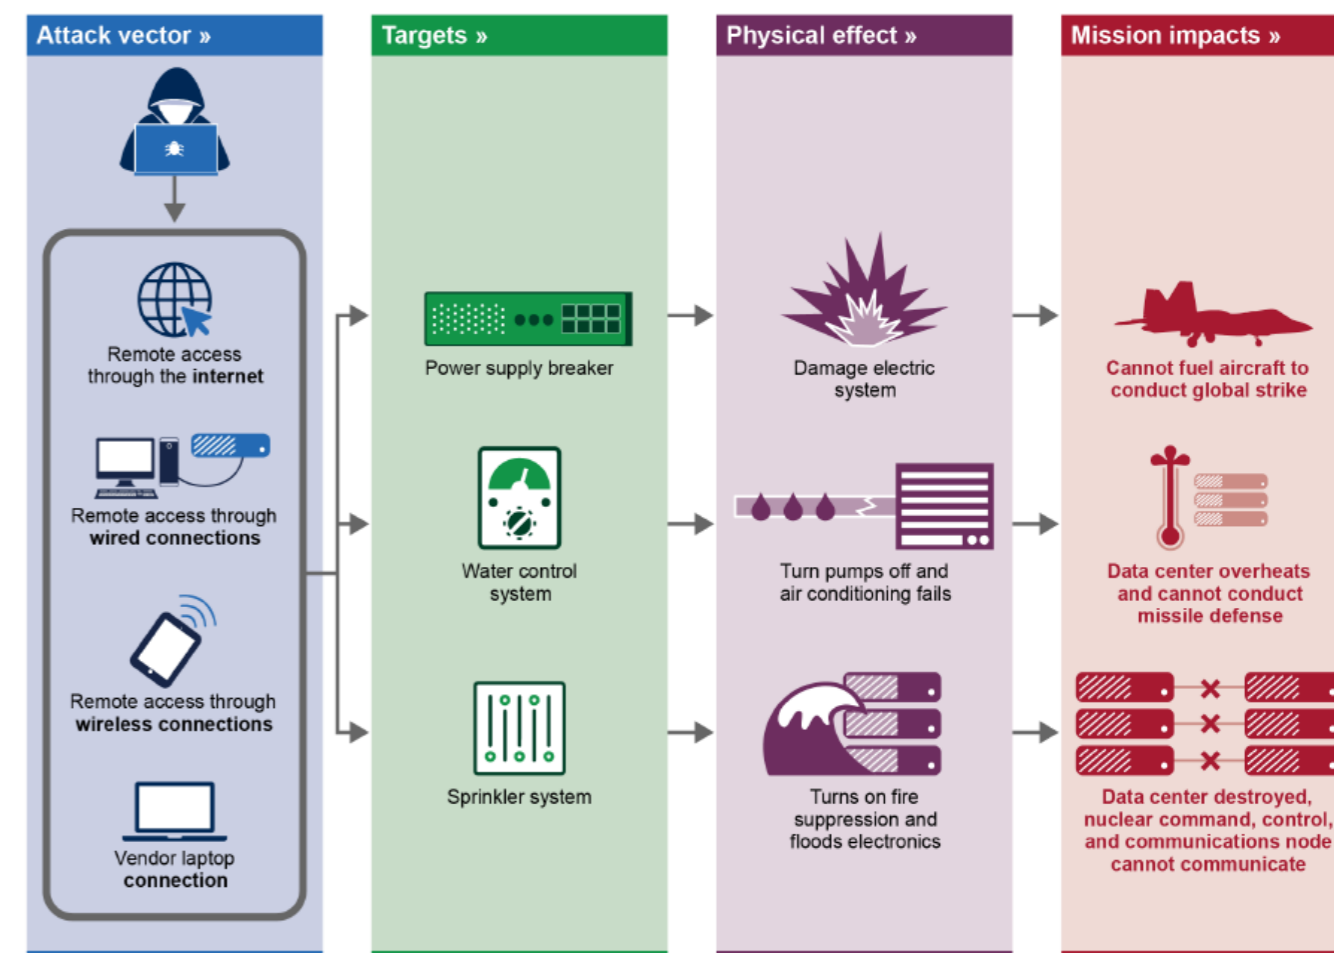 Attack vector »
Remote access
through the internet
Remote access through
wired connections
Remote access through
wireless connections
Vendor laptop
connection
Targets »
Power supply breaker
Water control
system
Sprinkler system
Physical effect »
Damage electric
system
Turn pumps off and
air conditioning fails
Turns on fire
suppression and
floods electronics
Mission impacts »
Cannot fuel aircraft to
conduct global strike
Data center overheats
and cannot conduct
missile defense
Data center destroyed,
nuclear command, control,
and communications node
cannot communicate